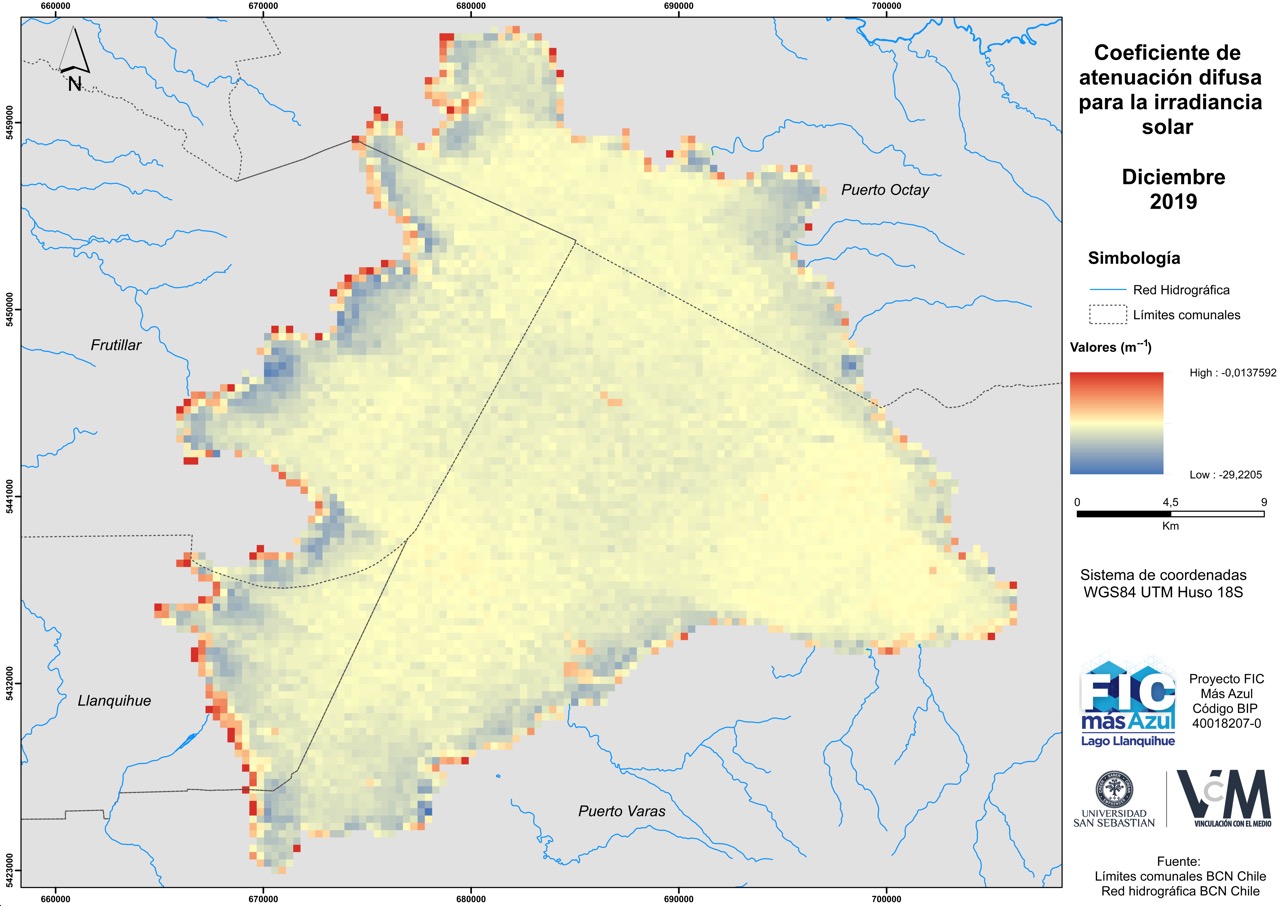 660000
670000
680000
690000
700000
N
5459000
5450000
5441000
5432000
5423000
Puerto Octay
Frutillar
Llanquihue
Puerto Varas
660000
670000
680000
690000
700000
Coeficiente de
atenuación difusa
para la irradiancia
solar
Diciembre
2019
Simbología
Red Hidrográfica
Límites comunales
Valores (m⁻¹)
High : -0,0137592
Low : -29,2205
0
4,5
9
Km
Sistema de coordenadas
WGS84 UTM Huso 18S
FIC
más Azul
Lago Llanquihue
Proyecto FIC
Más Azul
Código BIP
40018207-0
UNIVERSIDAD
SAN SEBASTIAN
VcM
VINCULACIÓN CON EL MEDIO
Fuente:
Límites comunales BCN Chile
Red hidrográfica BCN Chile